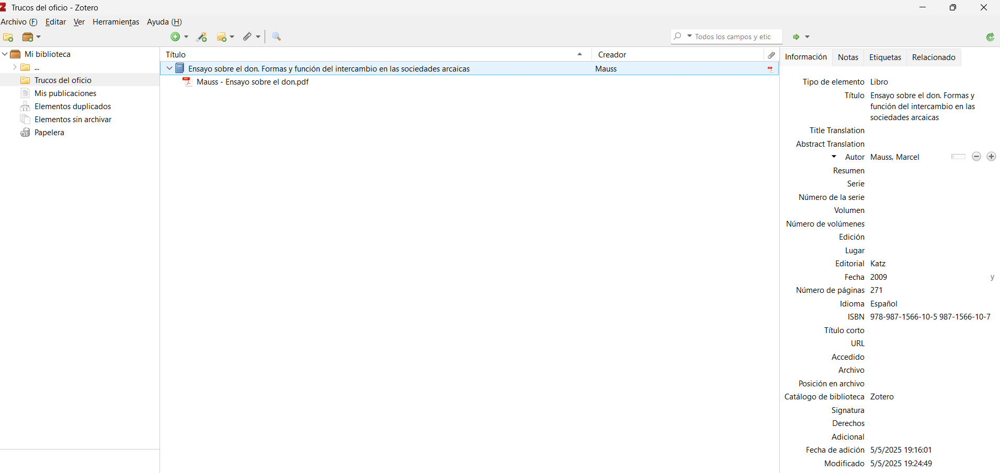 Trucos del oficio - Zotero
Archivo (F) Editar Ver Herramientas Ayuda (H)
Todos los campos y etic
Mi biblioteca
...
Trucos del oficio
Mis publicaciones
Elementos duplicados
Elementos sin archivar
Papelera
Título Creador
Ensayo sobre el don. Formas y función del intercambio en las sociedades arcaicas Mauss
Mauss - Ensayo sobre el don.pdf
Información Notas Etiquetas Relacionado
Tipo de elemento Libro
Título Ensayo sobre el don. Formas y
función del intercambio en las
sociedades arcaicas
Title Translation
Abstract Translation
Autor Mauss, Marcel
Resumen
Serie
Número de la serie
Volumen
Número de volúmenes
Edición
Lugar
Editorial Katz
Fecha 2009 y
Número de páginas 271
Idioma Español
ISBN 978-987-1566-10-5 987-1566-10-7
Título corto
URL
Accedido
Archivo
Posición en archivo
Catálogo de biblioteca Zotero
Signatura
Derechos
Adicional
Fecha de adición 5/5/2025 19:16:01
Modificado 5/5/2025 19:24:49